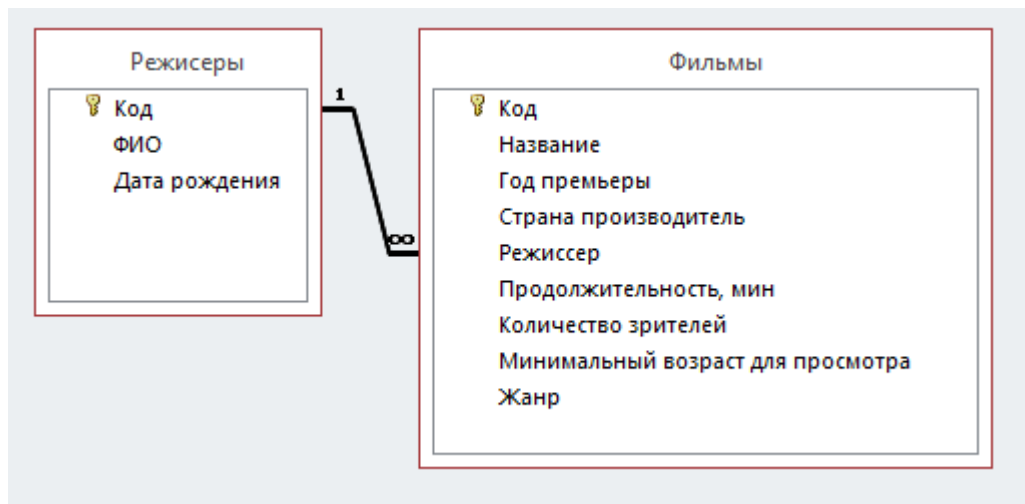 Режисеры
Код
ФИО
Дата рождения
1
∞
Фильмы
Код
Название
Год премьеры
Страна производитель
Режиссер
Продолжительность, мин
Количество зрителей
Минимальный возраст для просмотра
Жанр